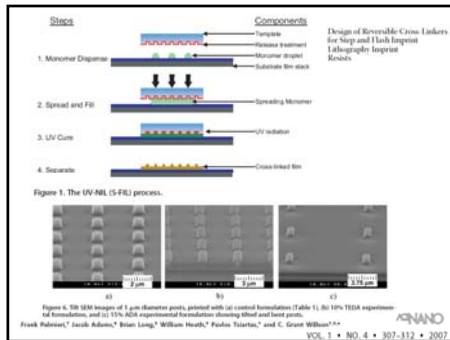 Steps
Components
Design of Reversible Cross-Linkers
for Step and Flash Imprint
Lithography Imprint
Resists
Template
Release treatment
1. Monomer Dispense
Monomer droplet
Substrate film stack
2. Spread and Fill
Spreading Monomer
3. UV Cure
UV radiation
4. Separate
Cross-linked film
Figure 1. The UV-NIL (S-FIL) process.
2 μm
3 μm
3.75 μm
a)
b)
c)
Figure 6. Tilt SEM images of 1 μm diameter posts, printed with (a) control formulation (Table 1), (b) 10% TEDA experimen-
tal formulation, and (c) 15% ADA experimental formulation showing tilted and bent posts.
NANO
Frank Palmieri, Jacob Adams, Brian Long, William Heath, Pavlos Tsiartas, and C. Grant Willson
VOL. 1 • NO. 4 • 307–312 • 2007